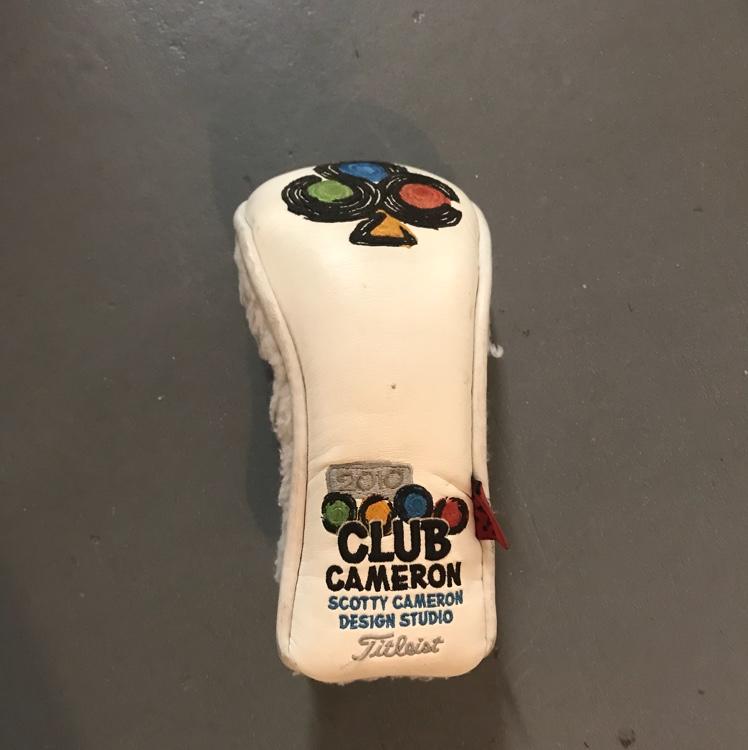 2010
CLUB
CAMERON
SCOTTY CAMERON
DESIGN STUDIO
Titleist